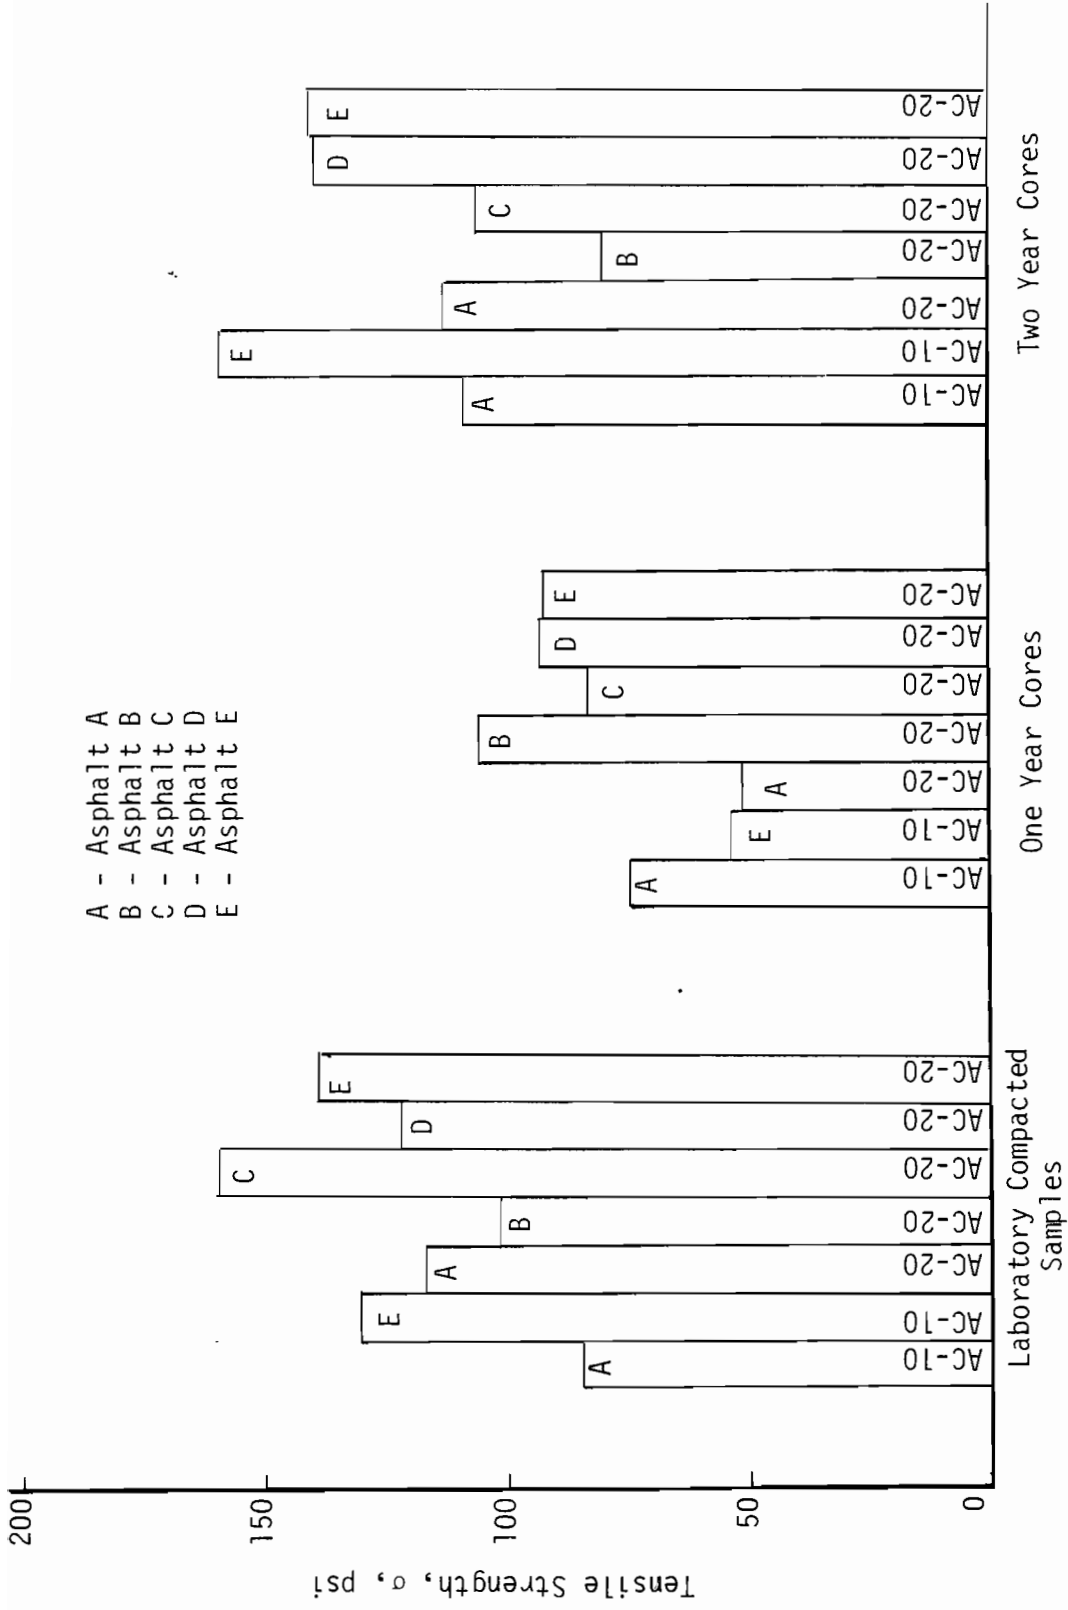 A - Asphalt A
B - Asphalt B
C - Asphalt C
D - Asphalt D
E - Asphalt E
Tensile Strength, σ, psi
200
150
100
50
0
A
E
A
B
C
D
E
AC-10
AC-10
AC-20
AC-20
AC-20
AC-20
AC-20
Laboratory Compacted
Samples
A
E
A
B
C
D
E
AC-10
AC-10
AC-20
AC-20
AC-20
AC-20
AC-20
One Year Cores
A
E
A
B
C
D
E
AC-10
AC-10
AC-20
AC-20
AC-20
AC-20
AC-20
Two Year Cores